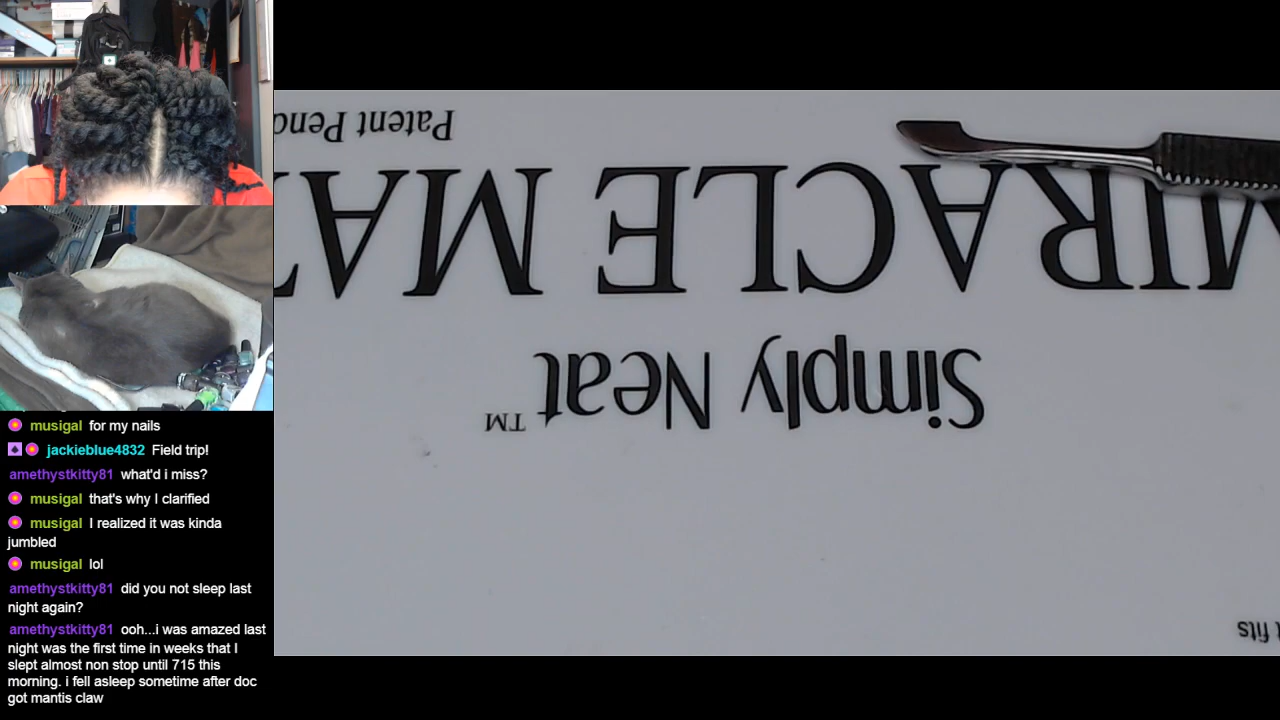 musigal for my nails
jackieblue4832 Field trip!
amethystkitty81 what'd i miss?
musigal that's why I clarified
musigal I realized it was kinda
jumbled
musigal lol
amethystkitty81 did you not sleep last
night again?
amethystkitty81 ooh...i was amazed last
night was the first time in weeks that I
slept almost non stop until 715 this
morning. i fell asleep sometime after doc
got mantis claw
fits
Simply Neat™
MIRACLE MA
Patent